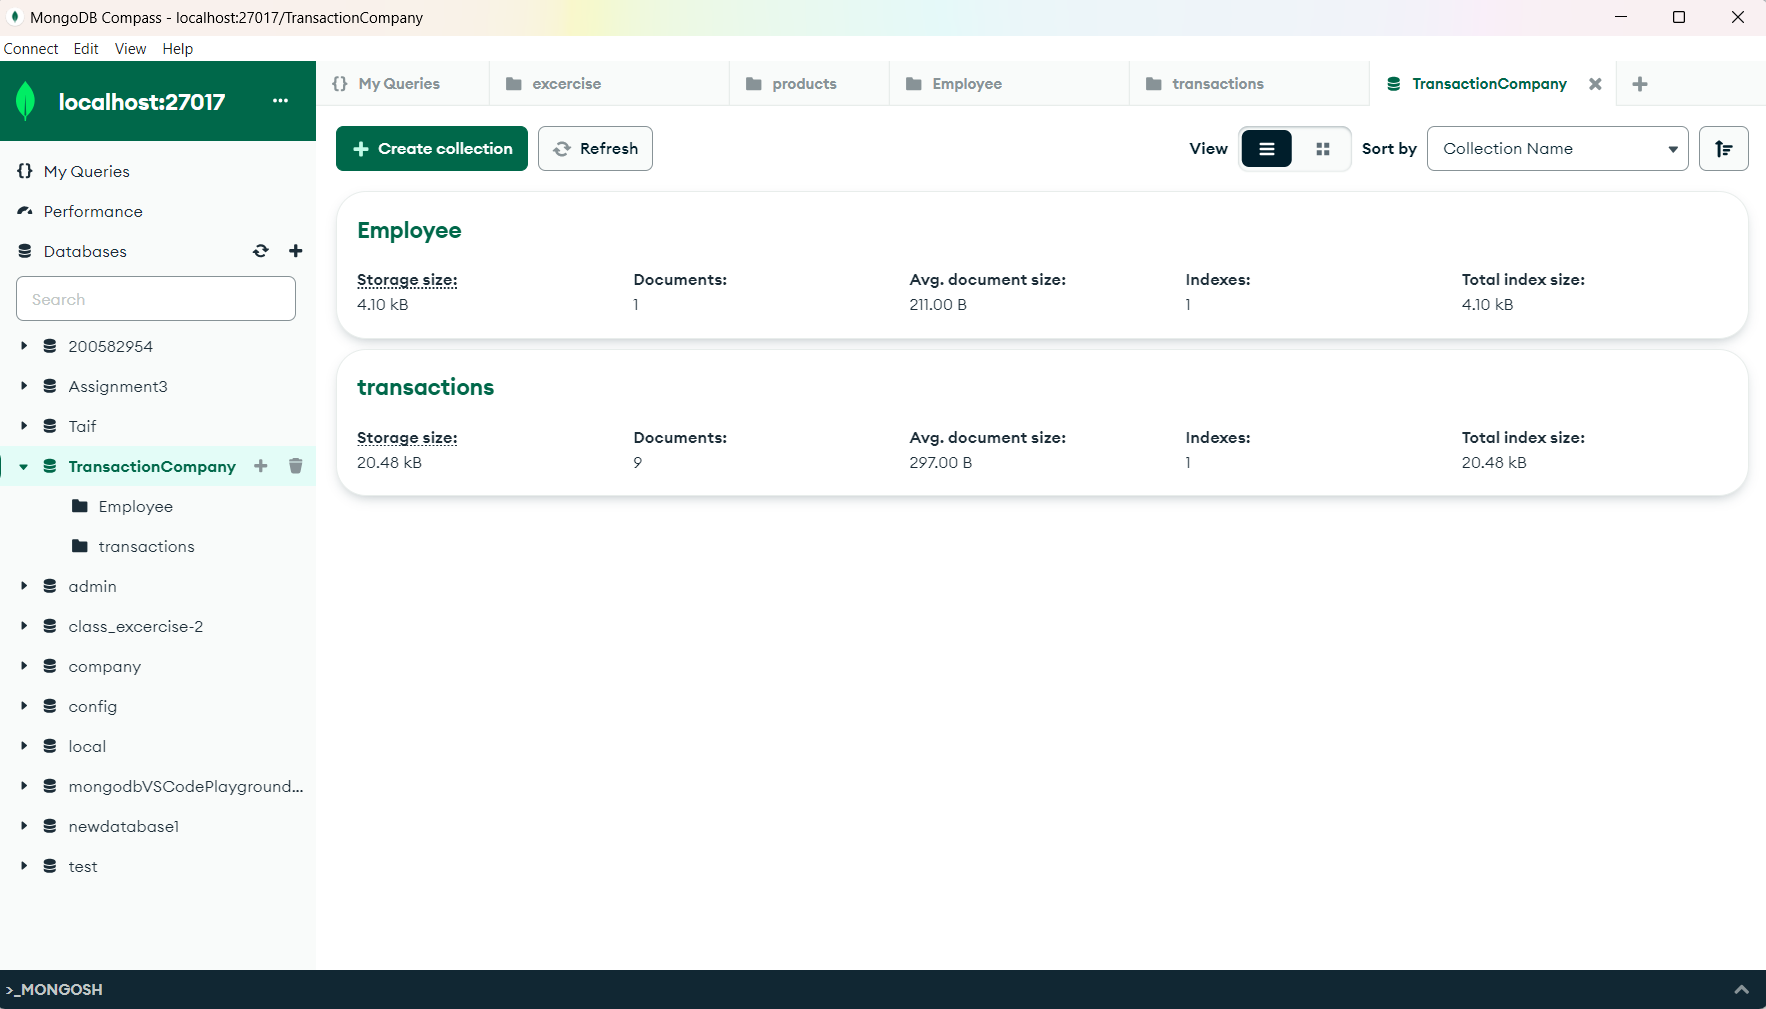 MongoDB Compass - localhost:27017/TransactionCompany
Connect Edit View Help
localhost:27017 ...
{} My Queries
Performance
Databases
Search
200582954
Assignment3
Taif
TransactionCompany
Employee
transactions
admin
class_excercise-2
company
config
local
mongodbVSCodePlayground...
newdatabase1
test
{} My Queries excercise products Employee transactions TransactionCompany
Create collection Refresh View Sort by Collection Name
Employee
Storage size: Documents: Avg. document size: Indexes: Total index size:
4.10 kB 1 211.00 B 1 4.10 kB
transactions
Storage size: Documents: Avg. document size: Indexes: Total index size:
20.48 kB 9 297.00 B 1 20.48 kB
>_MONGOSH